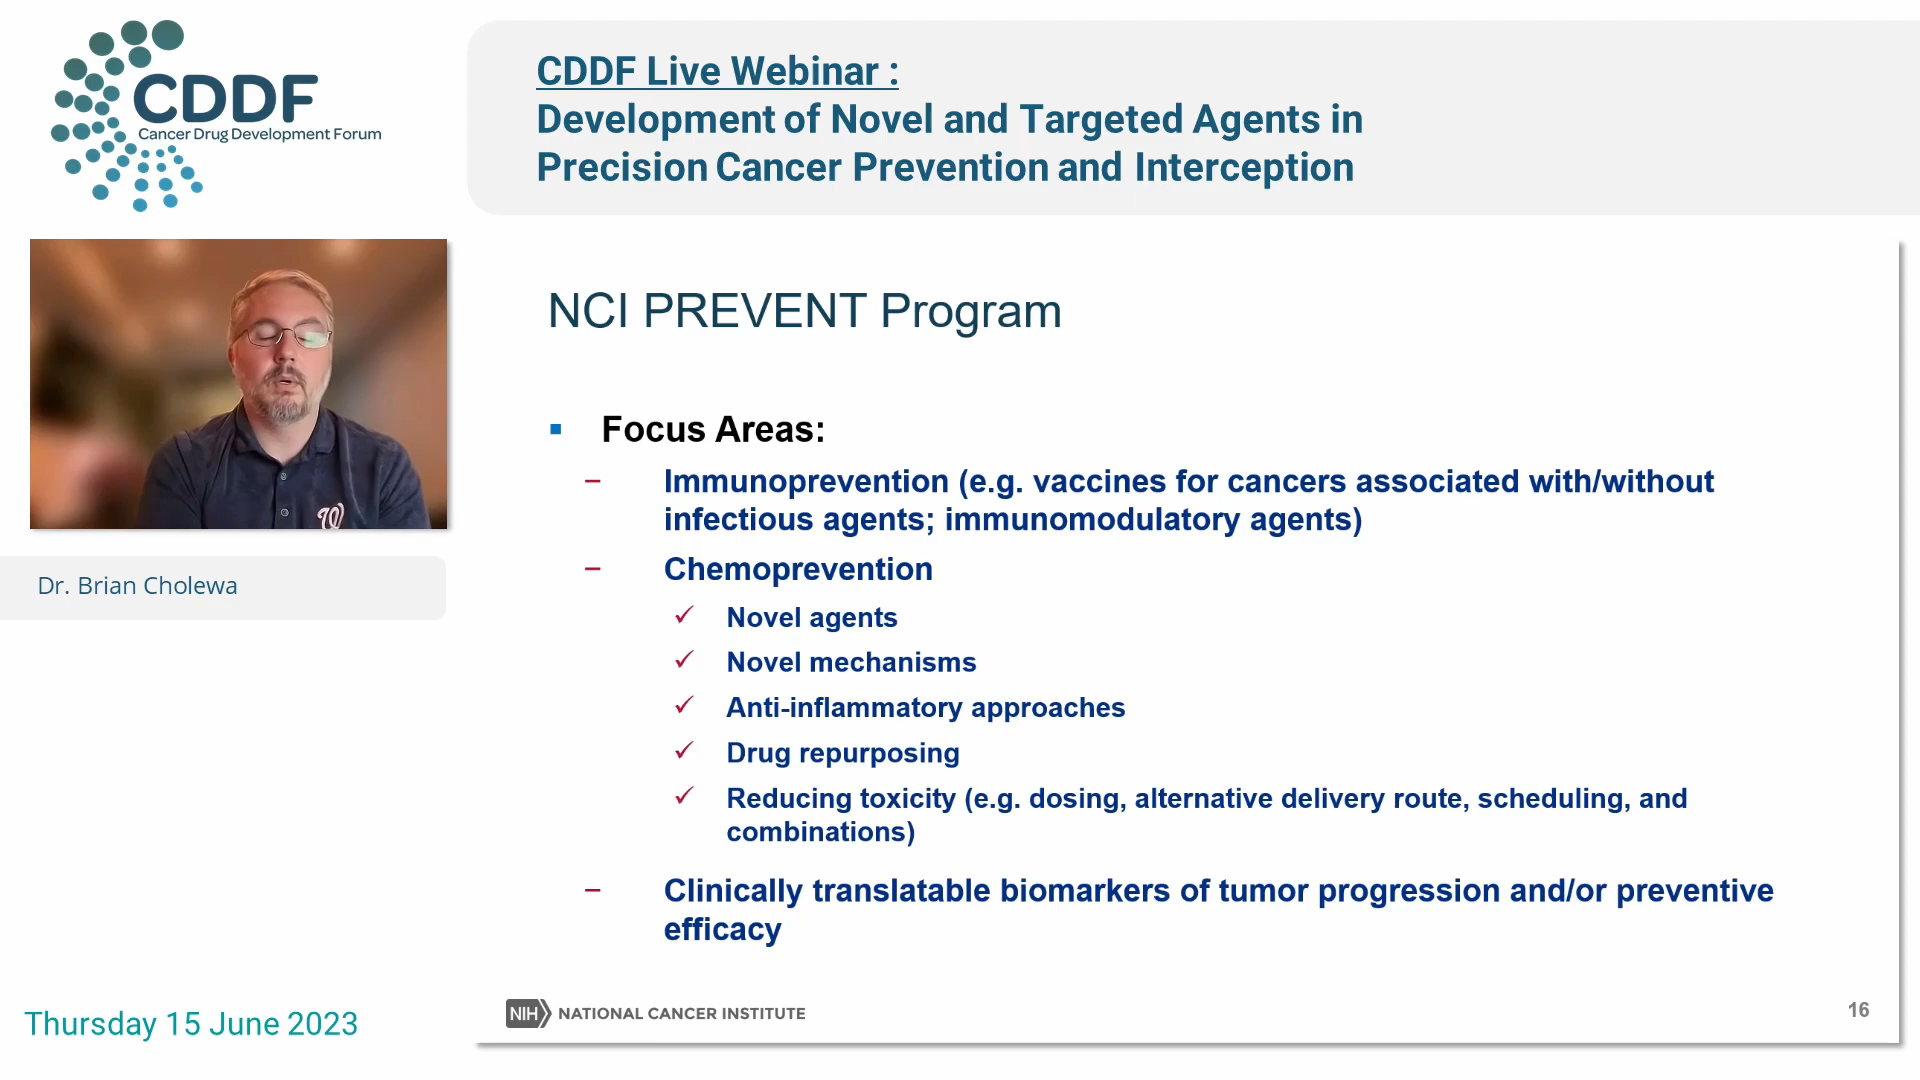 CDDF
Cancer Drug Development Forum
CDDF Live Webinar :
Development of Novel and Targeted Agents in
Precision Cancer Prevention and Interception
W
Dr. Brian Cholewa
NCI PREVENT Program
Focus Areas:
Immunoprevention (e.g. vaccines for cancers associated with/without
infectious agents; immunomodulatory agents)
Chemoprevention
Novel agents
Novel mechanisms
Anti-inflammatory approaches
Drug repurposing
Reducing toxicity (e.g. dosing, alternative delivery route, scheduling, and
combinations)
Clinically translatable biomarkers of tumor progression and/or preventive
efficacy
Thursday 15 June 2023
NIH NATIONAL CANCER INSTITUTE
16